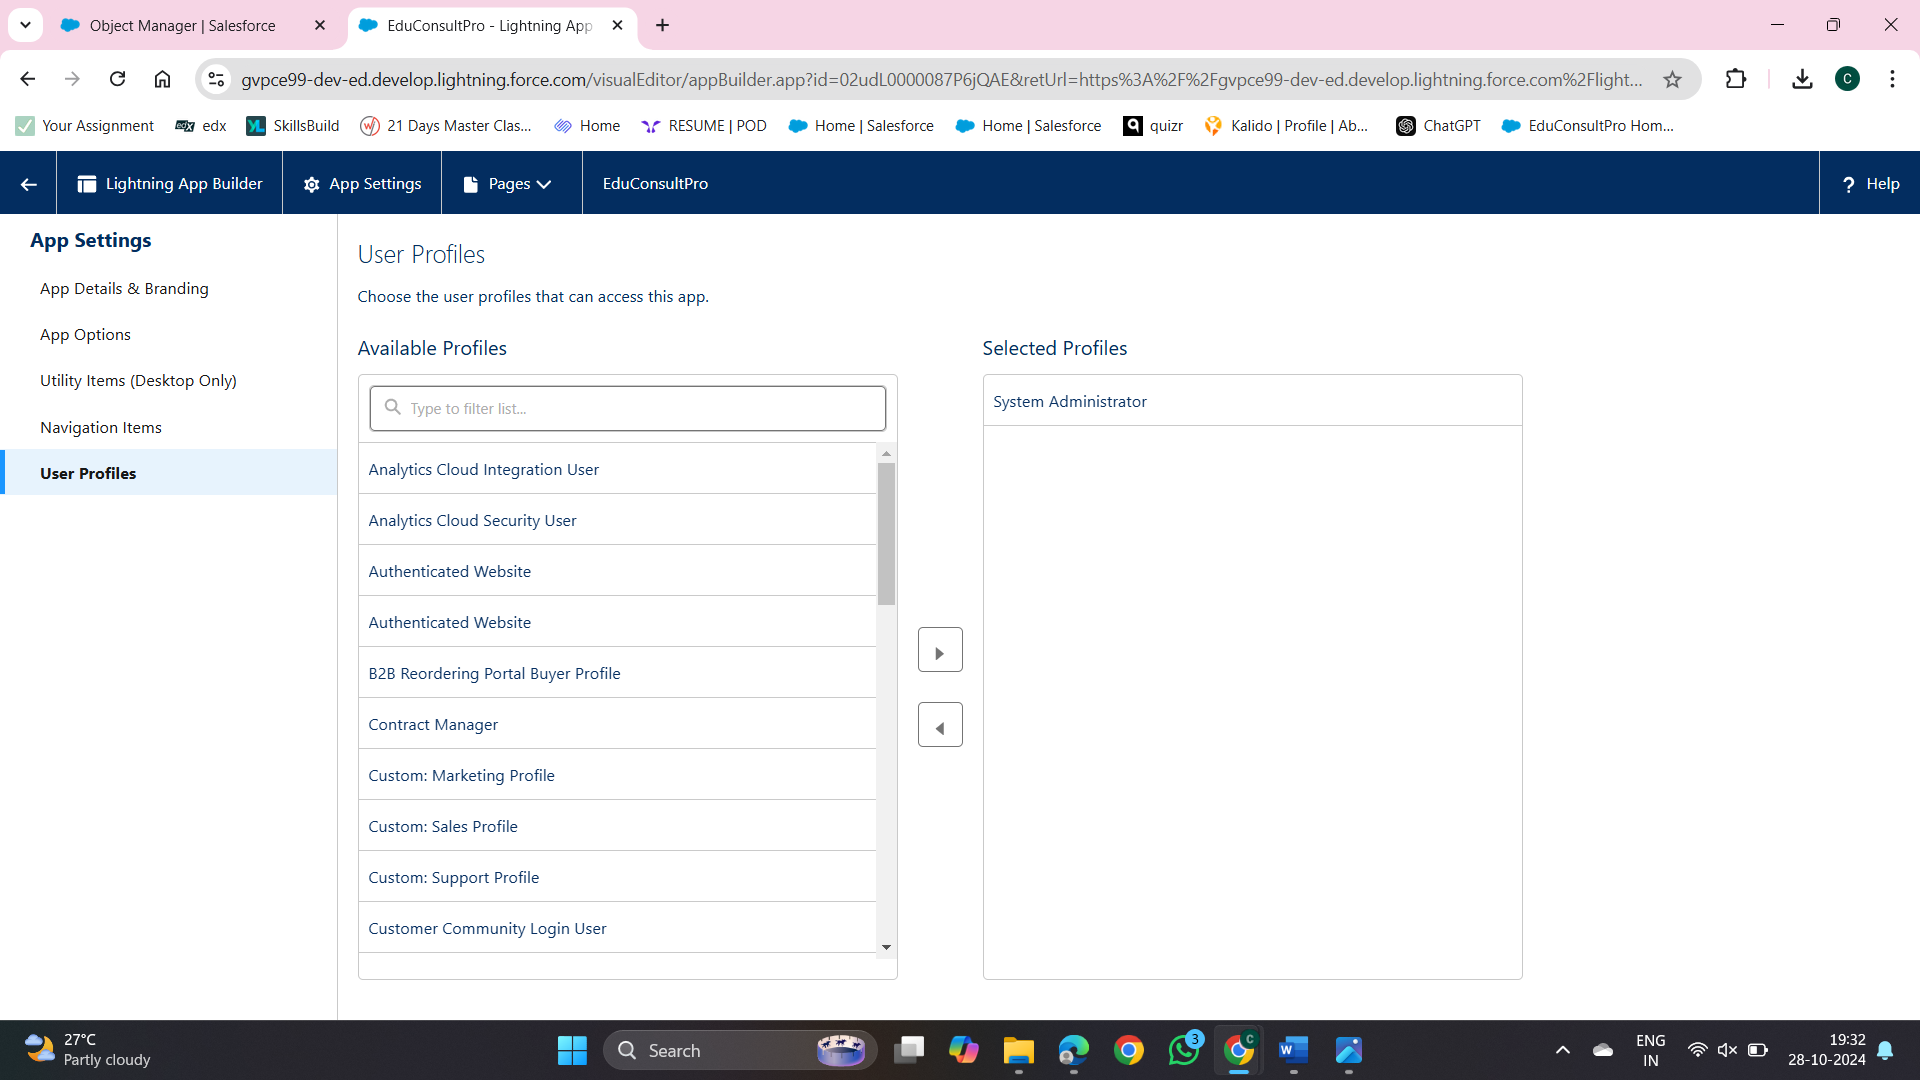 Object Manager | Salesforce
EduConsultPro - Lightning App
gvpce99-dev-ed.develop.lightning.force.com/visualEditor/appBuilder.app?id=02udL0000087P6jQAE&retUrl=https%3A%2F%2Fgvpce99-dev-ed.develop.lightning.force.com%2Flight...
C
Your Assignment
edX edx
YL SkillsBuild
21 Days Master Clas...
Home
RESUME | POD
Home | Salesforce
Home | Salesforce
quizr
Kalido | Profile | Ab...
ChatGPT
EduConsultPro Hom...
Lightning App Builder
App Settings
Pages
EduConsultPro
? Help
App Settings
App Details & Branding
App Options
Utility Items (Desktop Only)
Navigation Items
User Profiles
User Profiles
Choose the user profiles that can access this app.
Available Profiles
Type to filter list...
Analytics Cloud Integration User
Analytics Cloud Security User
Authenticated Website
Authenticated Website
B2B Reordering Portal Buyer Profile
Contract Manager
Custom: Marketing Profile
Custom: Sales Profile
Custom: Support Profile
Customer Community Login User
Selected Profiles
System Administrator
27°C
Partly cloudy
Search
3
C
W
ENG
IN
19:32
28-10-2024